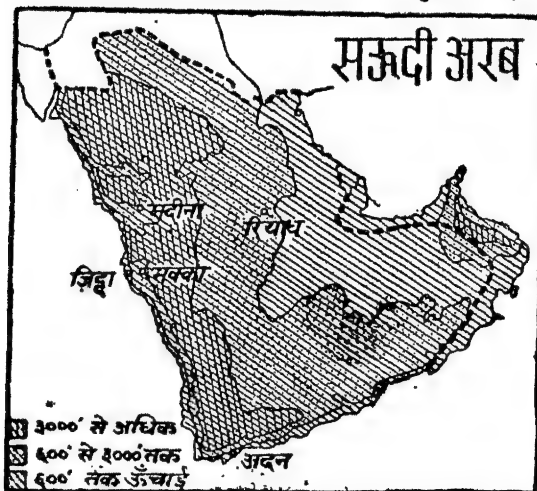 सऊदी अरब
मदीना
रियाध
ज़िद्दा
मक्का
३०००' से अधिक
६००' से ३०००' तक
अदन
६००' तक ऊँचाई